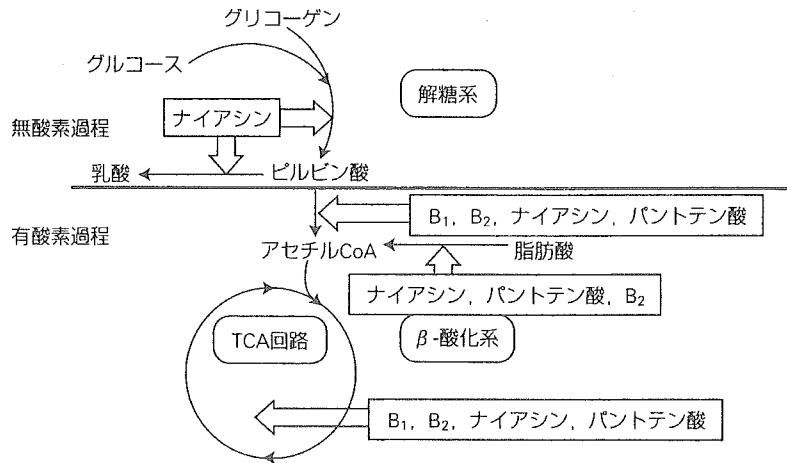 グリコーゲン
グルコース
解糖系
ナイアシン
無酸素過程
乳酸
ピルビン酸
B₁, B₂, ナイアシン, パントテン酸
有酸素過程
アセチルCoA
脂肪酸
ナイアシン, パントテン酸, B₂
TCA回路
β-酸化系
B₁, B₂, ナイアシン, パントテン酸